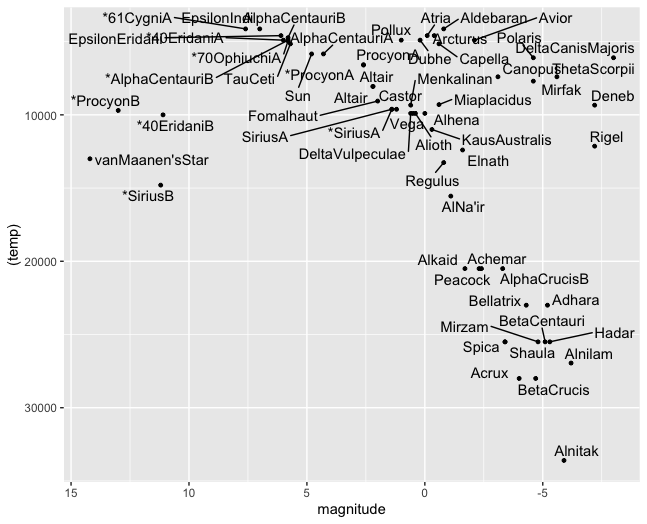 *61CygniA EpsilonIndi AlphaCentauriB Atria Aldebaran Avior
EpsilonEridani *40EridaniA AlphaCentauriA Pollux Arcturus Polaris
*70OphiuchiA ProcyonA Dubhe Capella DeltaCanisMajoris
*AlphaCentauriB TauCeti *ProcyonA Altair Menkalinan Canopus ThetaScorpii
Sun Mirfak
*ProcyonB Altair Castor Miaplacidus Deneb
10000
Fomalhaut Alhena
*40EridaniB SiriusA *SiriusA Vega Alioth KausAustralis Rigel
vanMaanen'sStar DeltaVulpeculae Elnath
*SiriusB Regulus
AlNa'ir
(temp)
20000
Alkaid Achemar
Peacock AlphaCrucisB
Bellatrix Adhara
Mirzam BetaCentauri Hadar
Spica Shaula Alnilam
Acrux BetaCrucis
30000
Alnitak
15 10 5 0 -5
magnitude